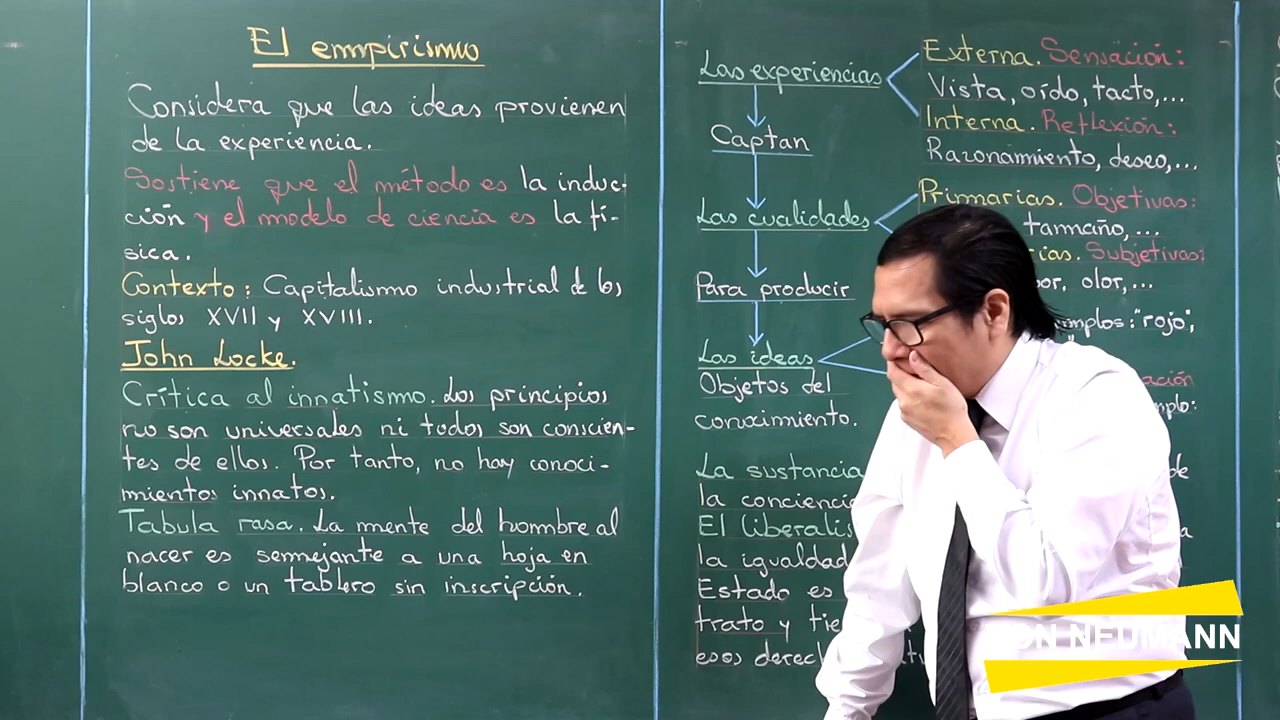 El empirismo
Considera que las ideas provienen
de la experiencia.
Sostiene que el método es la induc-
ción y el modelo de ciencia es la fí-
sica.
Contexto: Capitalismo industrial de los
siglos XVII y XVIII.
John Locke.
Crítica al innatismo. Los principios
no son universales ni todos son conscien-
tes de ellos. Por tanto, no hay conoci-
mientos innatos.
Tabula rasa. La mente del hombre al
nacer es semejante a una hoja en
blanco o un tablero sin inscripción.
Las experiencias
Externa. Sensación:
Vista, oído, tacto,...
Interna. Reflexión:
Razonamiento, deseo,...
Captan
Las cualidades
Primarias. Objetivas:
tamaño, ...
Subjetivas:
olor,...
Para producir
"rojo",
Las ideas
Objetos del
conocimiento.
La sustancia
de
la
El
la igualdad
Estado es
trato y
esos
NEUMANN